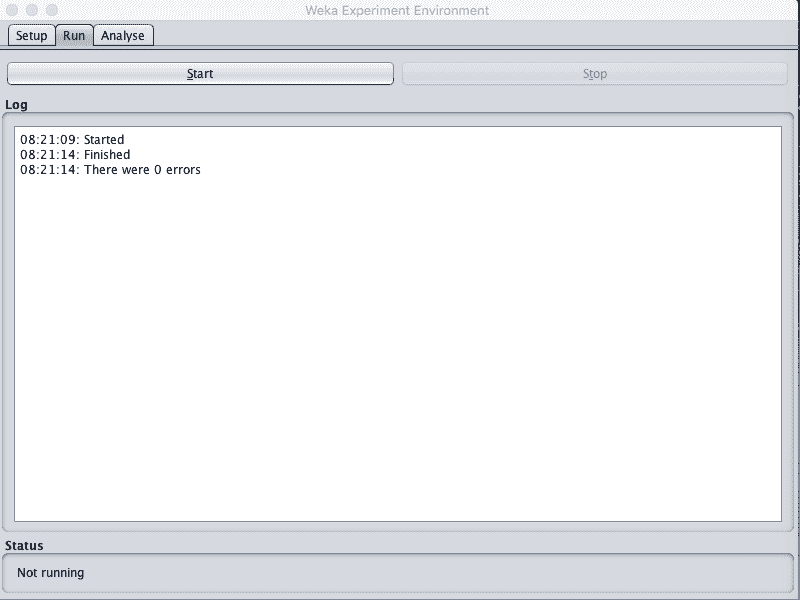 Weka Experiment Environment
Setup Run Analyse
Start Stop
Log
08:21:09: Started
08:21:14: Finished
08:21:14: There were 0 errors
Status
Not running